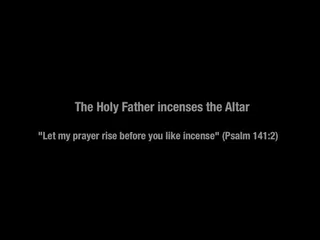 The Holy Father incenses the Altar
"Let my prayer rise before you like incense" (Psalm 141:2)